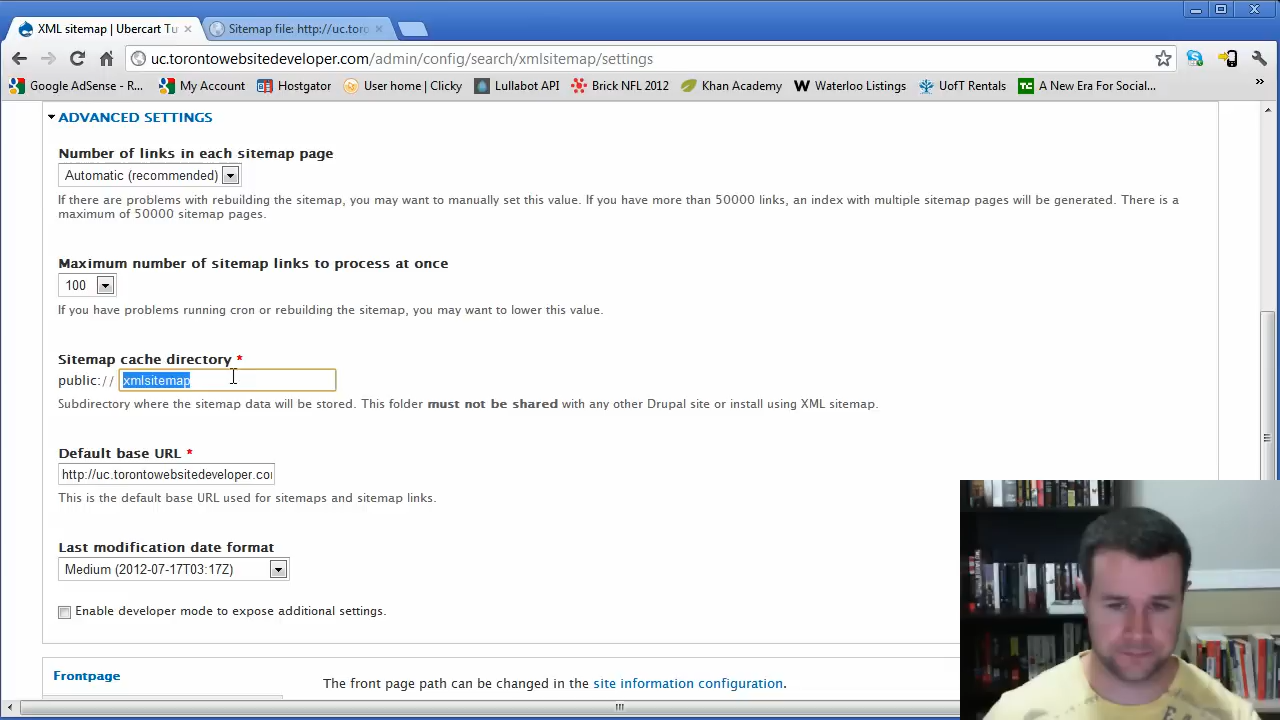 XML sitemap | Ubercart Tu
Sitemap file: http://uc.toro
uc.torontowebsitedeveloper.com/admin/config/search/xmlsitemap/settings
Google AdSense - R... My Account Hostgator User home | Clicky Lullabot API Brick NFL 2012 Khan Academy Waterloo Listings UofT Rentals TC A New Era For Social... »
ADVANCED SETTINGS
Number of links in each sitemap page
Automatic (recommended)
If there are problems with rebuilding the sitemap, you may want to manually set this value. If you have more than 50000 links, an index with multiple sitemap pages will be generated. There is a
maximum of 50000 sitemap pages.
Maximum number of sitemap links to process at once
100
If you have problems running cron or rebuilding the sitemap, you may want to lower this value.
Sitemap cache directory *
public:// xmlsitemap
Subdirectory where the sitemap data will be stored. This folder must not be shared with any other Drupal site or install using XML sitemap.
Default base URL *
http://uc.torontowebsitedeveloper.co
This is the default base URL used for sitemaps and sitemap links.
Last modification date format
Medium (2012-07-17T03:17Z)
Enable developer mode to expose additional settings.
Frontpage
The front page path can be changed in the site information configuration.